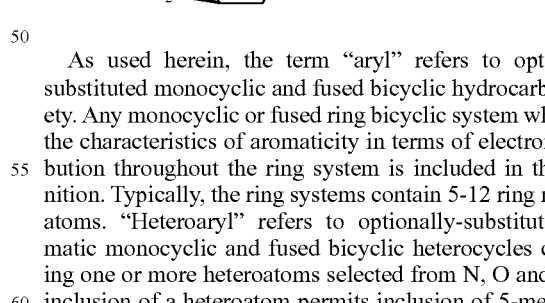 50
As used herein, the term “aryl” refers to opt
substituted monocyclic and fused bicyclic hydrocarb
ety. Any monocyclic or fused ring bicyclic system wh
the characteristics of aromaticity in terms of electron
55 bution throughout the ring system is included in th
nition. Typically, the ring systems contain 5-12 ring
atoms. “Heteroaryl” refers to optionally-substitut
matic monocyclic and fused bicyclic heterocycles
ing one or more heteroatoms selected from N, O and
60 inclusion of a heteroatom permits inclusion of 5-me